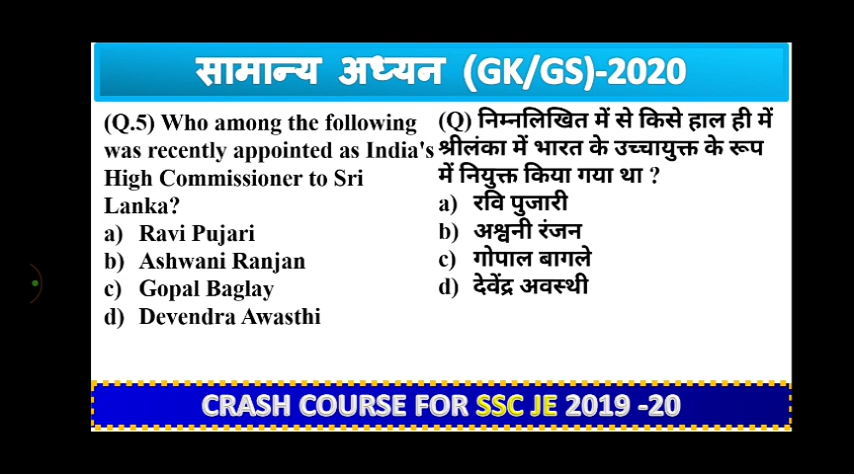 सामान्य अध्यन (GK/GS)-2020
(Q.5) Who among the following
was recently appointed as India's
High Commissioner to Sri
Lanka?
a) Ravi Pujari
b) Ashwani Ranjan
c) Gopal Baglay
d) Devendra Awasthi
(Q) निम्नलिखित में से किसे हाल ही में
श्रीलंका में भारत के उच्चायुक्त के रूप
में नियुक्त किया गया था ?
a) रवि पुजारी
b) अश्वनी रंजन
c) गोपाल बागले
d) देवेंद्र अवस्थी
CRASH COURSE FOR SSC JE 2019 -20